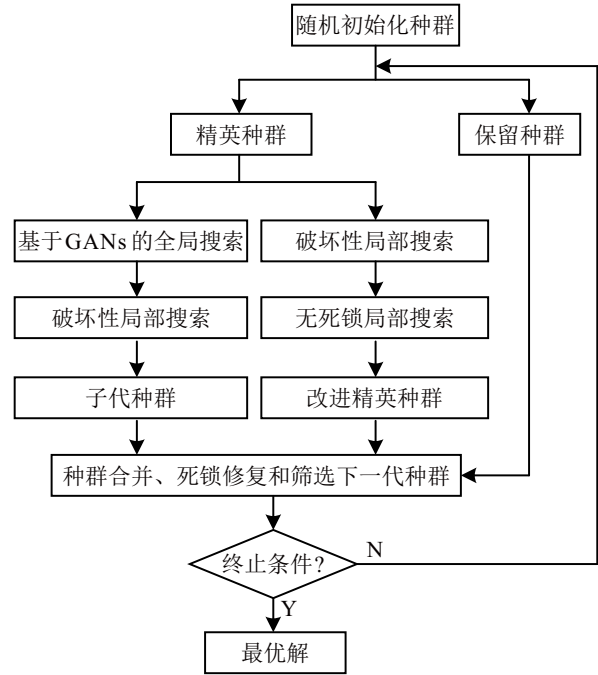 随机初始化种群
精英种群
保留种群
基于GANs的全局搜索
破坏性局部搜索
破坏性局部搜索
无死锁局部搜索
子代种群
改进精英种群
种群合并、死锁修复和筛选下一代种群
终止条件?
N
Y
最优解